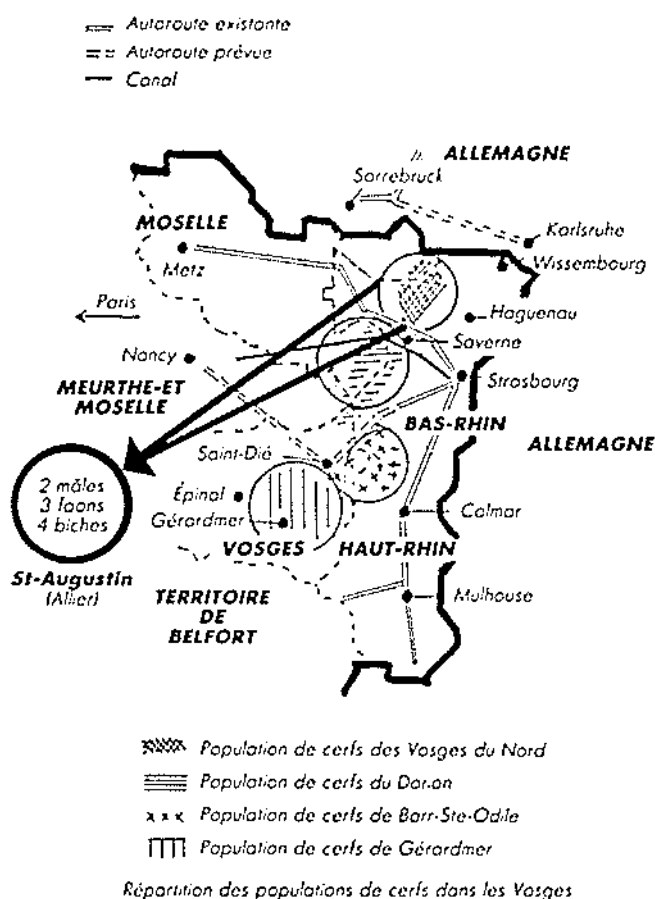 Autoroute existante
Autoroute prévue
Canal
ALLEMAGNE
Sarrebruck
MOSELLE
Karlsruhe
Metz
Wissembourg
Paris
Haguenau
Nancy
Saverne
Strasbourg
MEURTHE-ET
MOSELLE
BAS-RHIN
ALLEMAGNE
Saint-Dié
2 mâles
3 faons
4 biches
Épinal
Gérardmer
Colmar
VOSGES
HAUT-RHIN
St-Augustin
(Allier)
TERRITOIRE
DE
BELFORT
Mulhouse
Population de cerfs des Vosges du Nord
Population de cerfs du Donon
Population de cerfs de Barr-Ste-Odile
Population de cerfs de Gérardmer
Répartition des populations de cerfs dans les Vosges